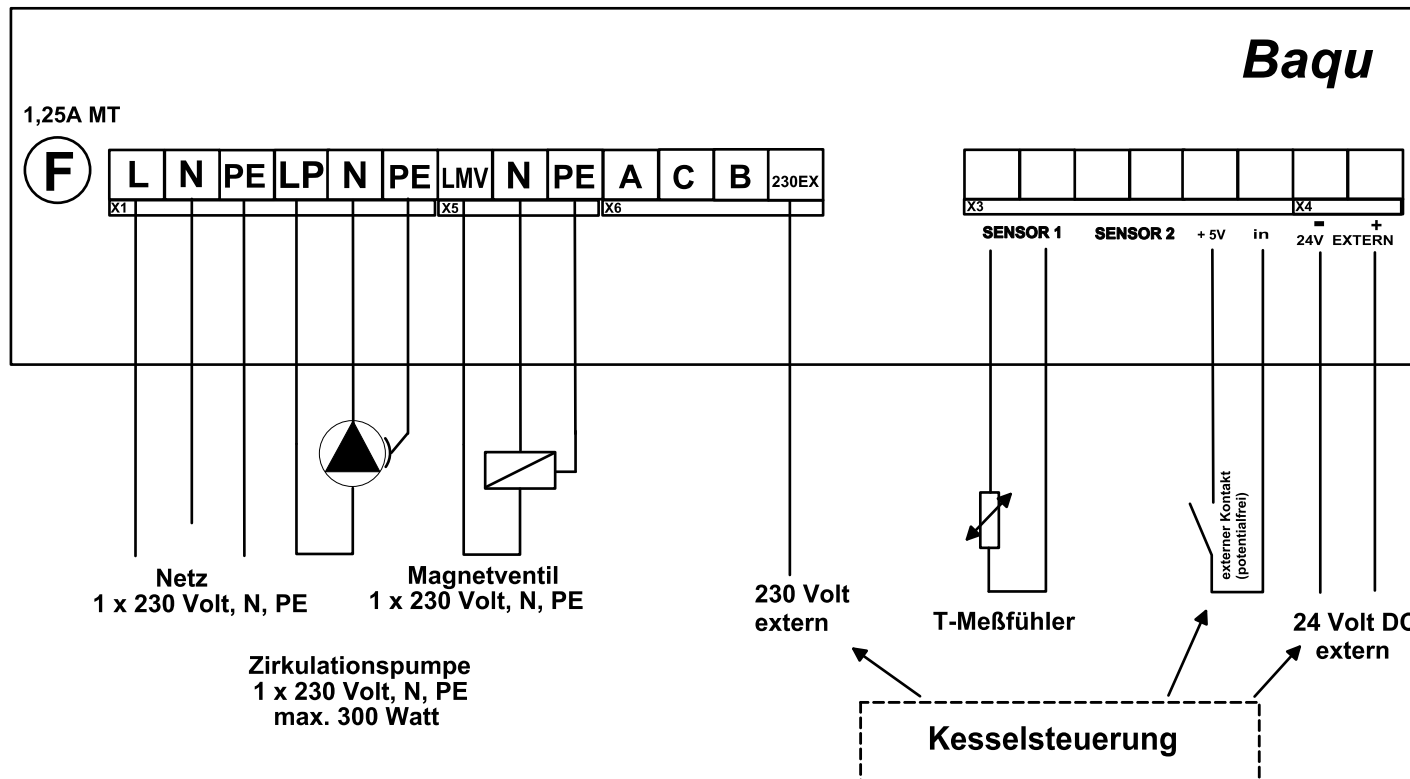 Baqu
1,25A MT
F
L N PE LP N PE LMV N PE A C B 230EX
X1 X5 X6 X3 X4
SENSOR 1 SENSOR 2 + 5V in - +
24V EXTERN
externer Kontakt
(potentialfrei)
Netz
1 x 230 Volt, N, PE
Magnetventil
1 x 230 Volt, N, PE
230 Volt
extern
T-Meßfühler
24 Volt DC
extern
Zirkulationspumpe
1 x 230 Volt, N, PE
max. 300 Watt
Kesselsteuerung